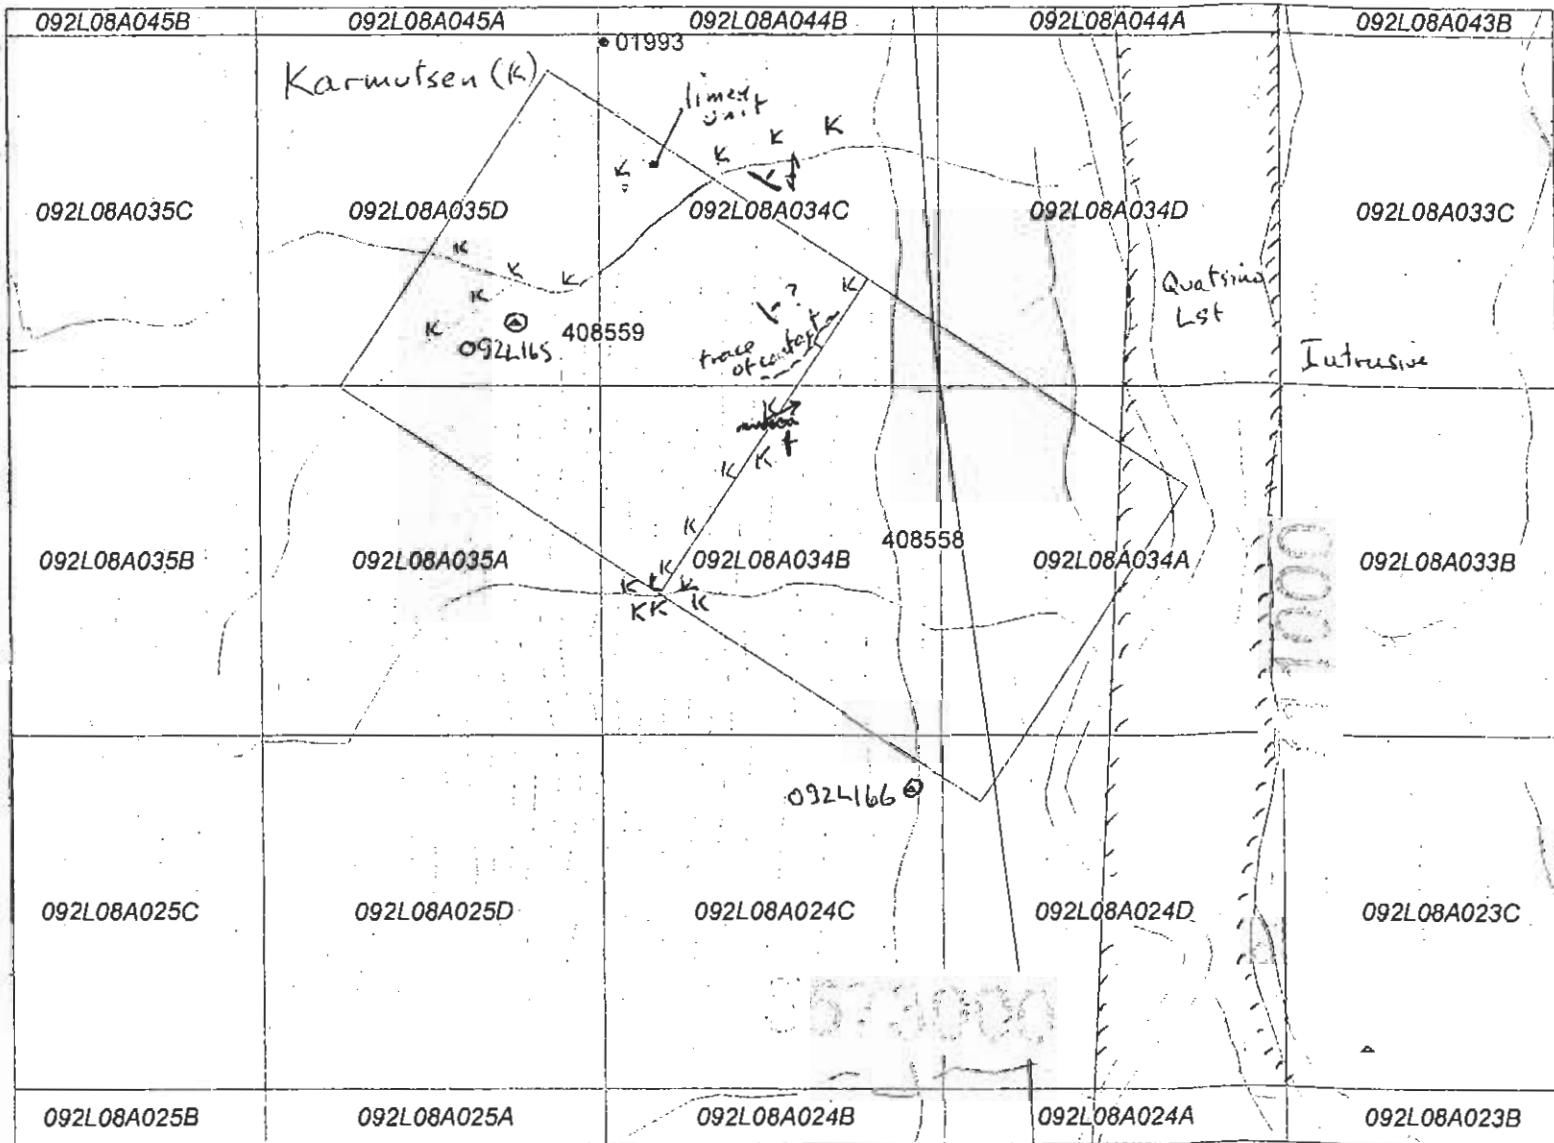 092L08A045B 092L08A045A 092L08A044B 092L08A044A 092L08A043B
01993
Karmutsen (K)
limest
unit
K K
K
K
092L08A035C 092L08A035D 092L08A034C 092L08A034D 092L08A033C
K
K K
K
K
K
?
Quatsino
Lst
092L165 408559
trace
of contact
Intrusive
K
K
K
K
408558
092L08A035B 092L08A035A 092L08A034B 092L08A034A 092L08A033B
K
K K K
K K K
1000
092L166
092L08A025C 092L08A025D 092L08A024C 092L08A024D 092L08A023C
092L08A025B 092L08A025A 092L08A024B 092L08A024A 092L08A023B